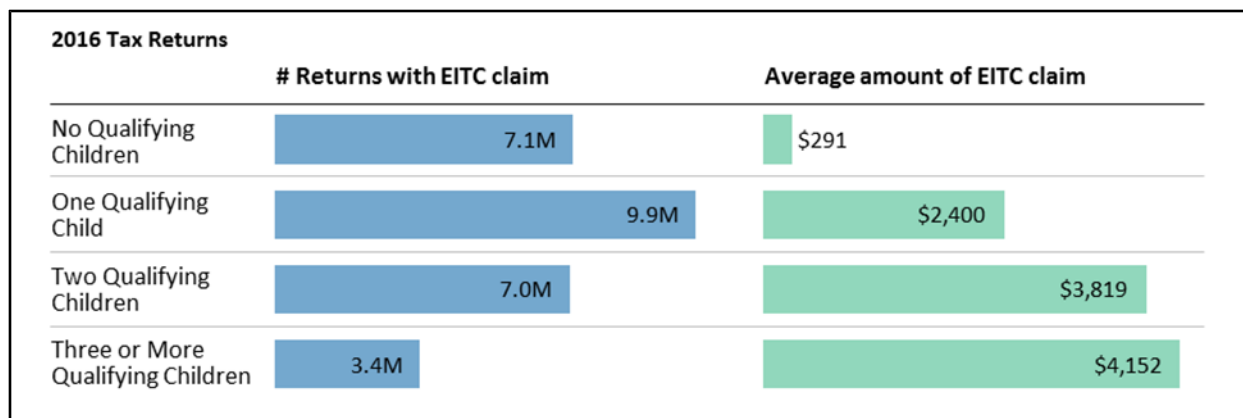 2016 Tax Returns
# Returns with EITC claim
Average amount of EITC claim
No Qualifying
Children
7.1M
$291
One Qualifying
Child
9.9M
$2,400
Two Qualifying
Children
7.0M
$3,819
Three or More
Qualifying Children
3.4M
$4,152